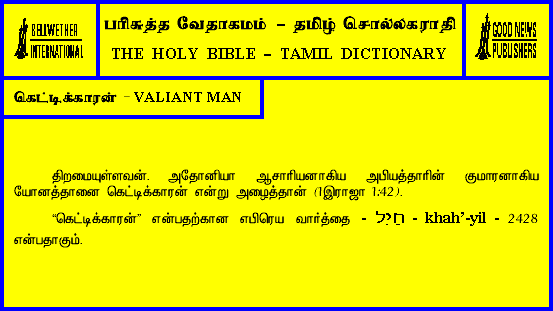 BELLWETHER
INTERNATIONAL
பரிசுத்த வேதாகமம் – தமிழ் சொல்லகராதி
THE HOLY BIBLE – TAMIL DICTIONARY
GOOD NEWS
PUBLISHERS
கெட்டிக்காரன் – VALIANT MAN
திறமையுள்ளவன். அதோனியா ஆசாரியனாகிய அபியத்தாரின் குமாரனாகிய
யோனத்தானை கெட்டிக்காரன் என்று அழைத்தான் (1இராஜா 1:42).
“கெட்டிக்காரன்” என்பதற்கான எபிரெய வார்த்தை - חַיִל - khah’-yil - 2428
என்பதாகும்.